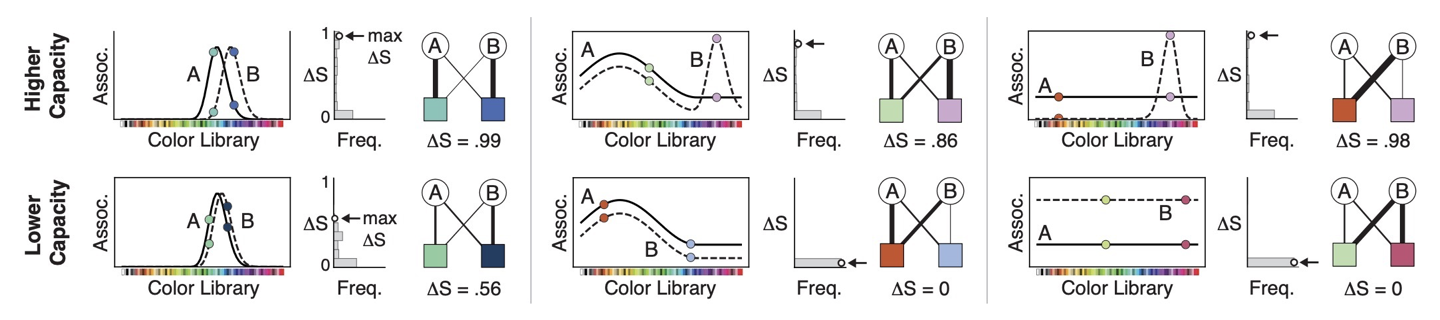 Higher
Capacity
Assoc.
A
B
Color Library
1
ΔS
0
max
ΔS
Freq.
A
B
ΔS = .99
Assoc.
A
B
Color Library
ΔS
Freq.
A
B
ΔS = .86
Assoc.
A
B
Color Library
ΔS
Freq.
A
B
ΔS = .98
Lower
Capacity
Assoc.
A
B
Color Library
1
ΔS
0
max
ΔS
Freq.
A
B
ΔS = .56
Assoc.
A
B
Color Library
ΔS
Freq.
A
B
ΔS = 0
Assoc.
A
B
Color Library
ΔS
Freq.
A
B
ΔS = 0